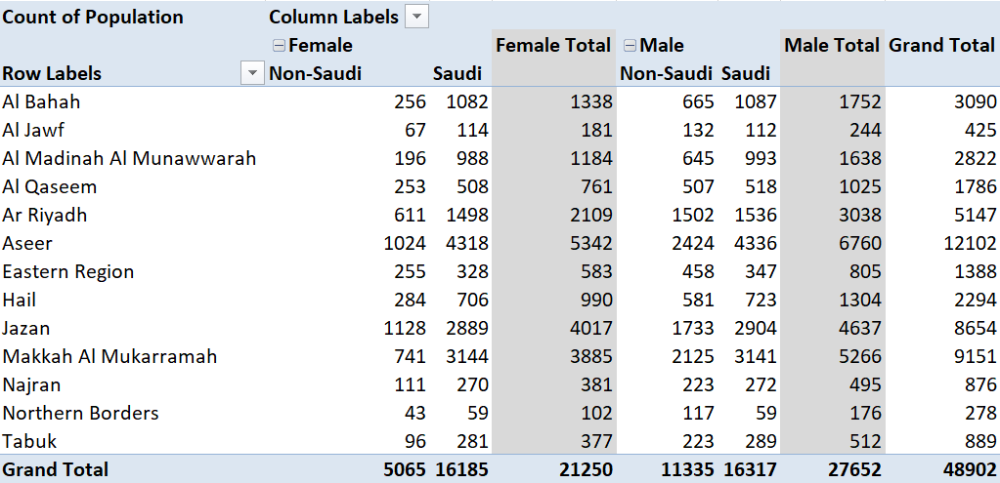 Count of Population Column Labels
Female Female Total Male Male Total Grand Total
Row Labels Non-Saudi Saudi Non-Saudi Saudi
Al Bahah 256 1082 1338 665 1087 1752 3090
Al Jawf 67 114 181 132 112 244 425
Al Madinah Al Munawwarah 196 988 1184 645 993 1638 2822
Al Qaseem 253 508 761 507 518 1025 1786
Ar Riyadh 611 1498 2109 1502 1536 3038 5147
Aseer 1024 4318 5342 2424 4336 6760 12102
Eastern Region 255 328 583 458 347 805 1388
Hail 284 706 990 581 723 1304 2294
Jazan 1128 2889 4017 1733 2904 4637 8654
Makkah Al Mukarramah 741 3144 3885 2125 3141 5266 9151
Najran 111 270 381 223 272 495 876
Northern Borders 43 59 102 117 59 176 278
Tabuk 96 281 377 223 289 512 889
Grand Total 5065 16185 21250 11335 16317 27652 48902